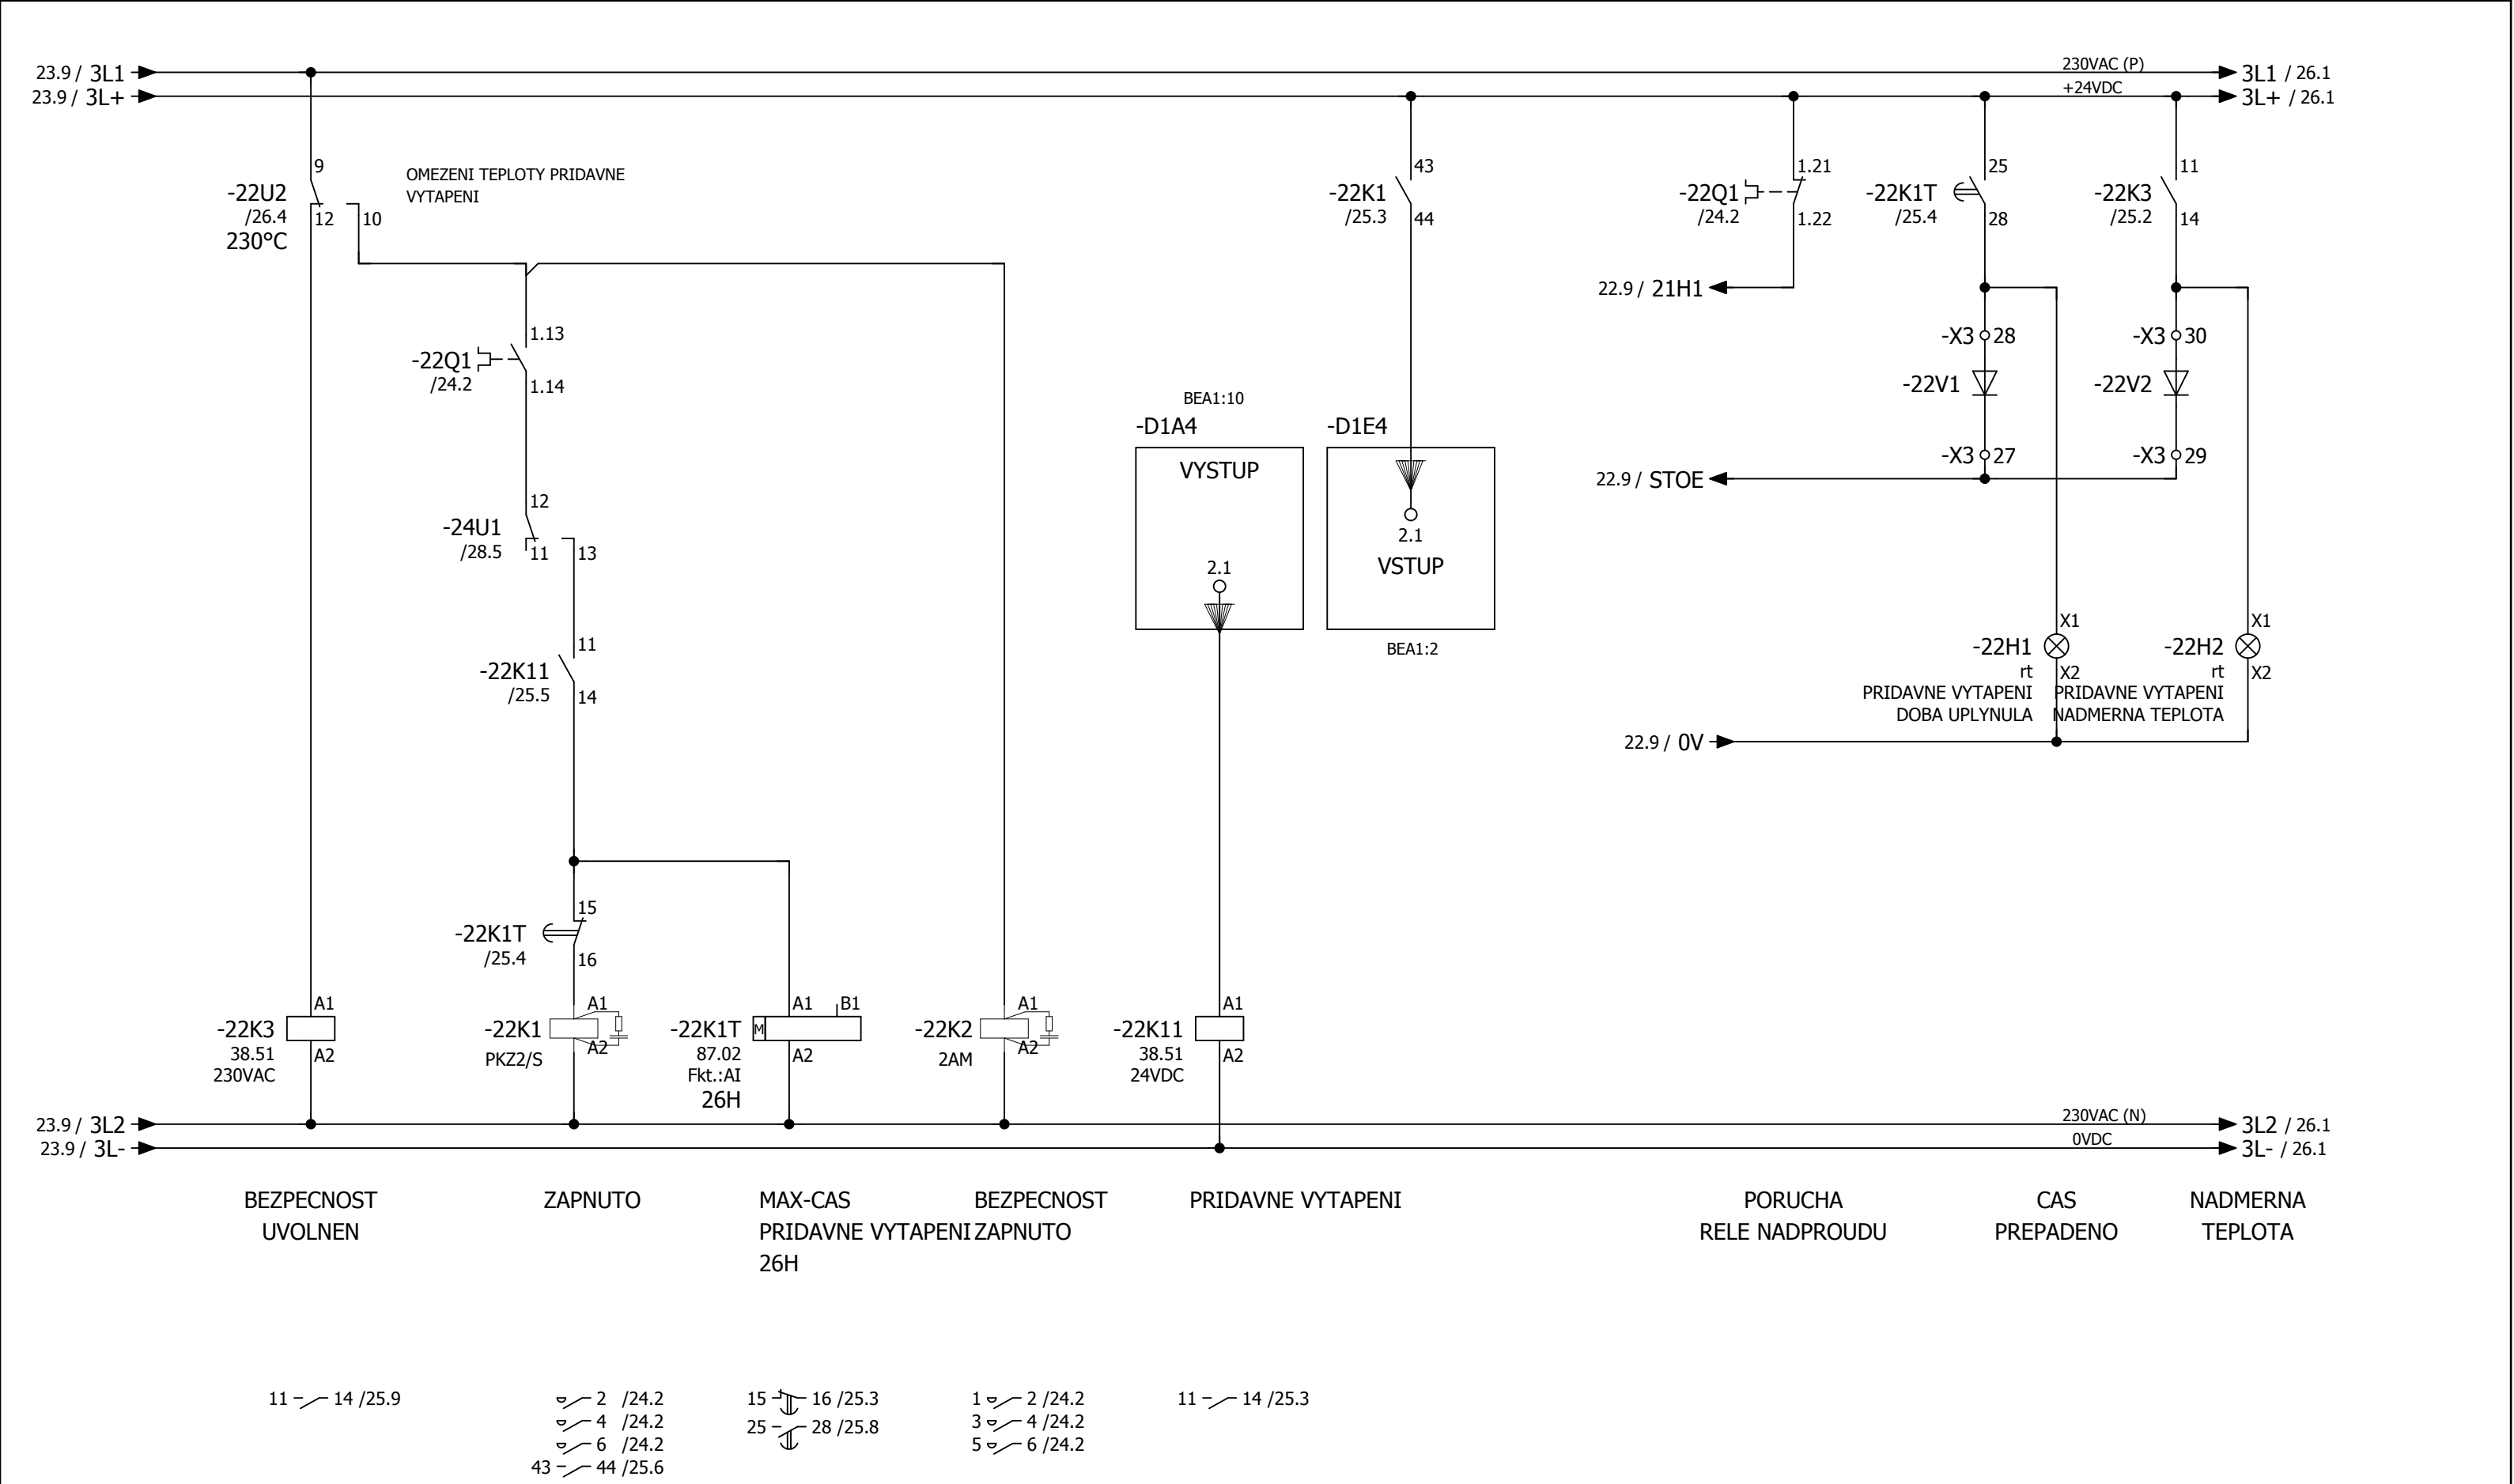 23.9 / 3L1
23.9 / 3L+
230VAC (P)
+24VDC
3L1 / 26.1
3L+ / 26.1
9
-22U2
/26.4
230°C
12
10
OMEZENI TEPLOTY PRIDAVNE
VYTAPENI
1.13
-22Q1
/24.2
1.14
12
-24U1
/28.5
11
13
11
-22K11
/25.5
14
15
-22K1T
/25.4
16
43
-22K1
/25.3
44
BEA1:10
-D1A4
VYSTUP
2.1
-D1E4
2.1
VSTUP
BEA1:2
1.21
-22Q1
/24.2
1.22
22.9 / 21H1
25
-22K1T
/25.4
28
11
-22K3
/25.2
14
-X3 28
-22V1
-X3 27
-X3 30
-22V2
-X3 29
22.9 / STOE
X1
-22H1
rt
X2
PRIDAVNE VYTAPENI
DOBA UPLYNULA
X1
-22H2
rt
X2
PRIDAVNE VYTAPENI
NADMERNA TEPLOTA
22.9 / 0V
A1
-22K3
38.51
230VAC
A2
A1
-22K1
PKZ2/S
A2
A1
B1
-22K1T
M
87.02
Fkt.:AI
26H
A2
A1
-22K2
2AM
A2
A1
-22K11
38.51
24VDC
A2
23.9 / 3L2
23.9 / 3L-
230VAC (N)
0VDC
3L2 / 26.1
3L- / 26.1
BEZPECNOST
UVOLNEN
ZAPNUTO
MAX-CAS
PRIDAVNE VYTAPENI
26H
BEZPECNOST
ZAPNUTO
PRIDAVNE VYTAPENI
PORUCHA
RELE NADPROUDU
CAS
PREPADENO
NADMERNA
TEPLOTA
11 14 /25.9
2 /24.2
4 /24.2
6 /24.2
43 44 /25.6
15 16 /25.3
25 28 /25.8
1 2 /24.2
3 4 /24.2
5 6 /24.2
11 14 /25.3